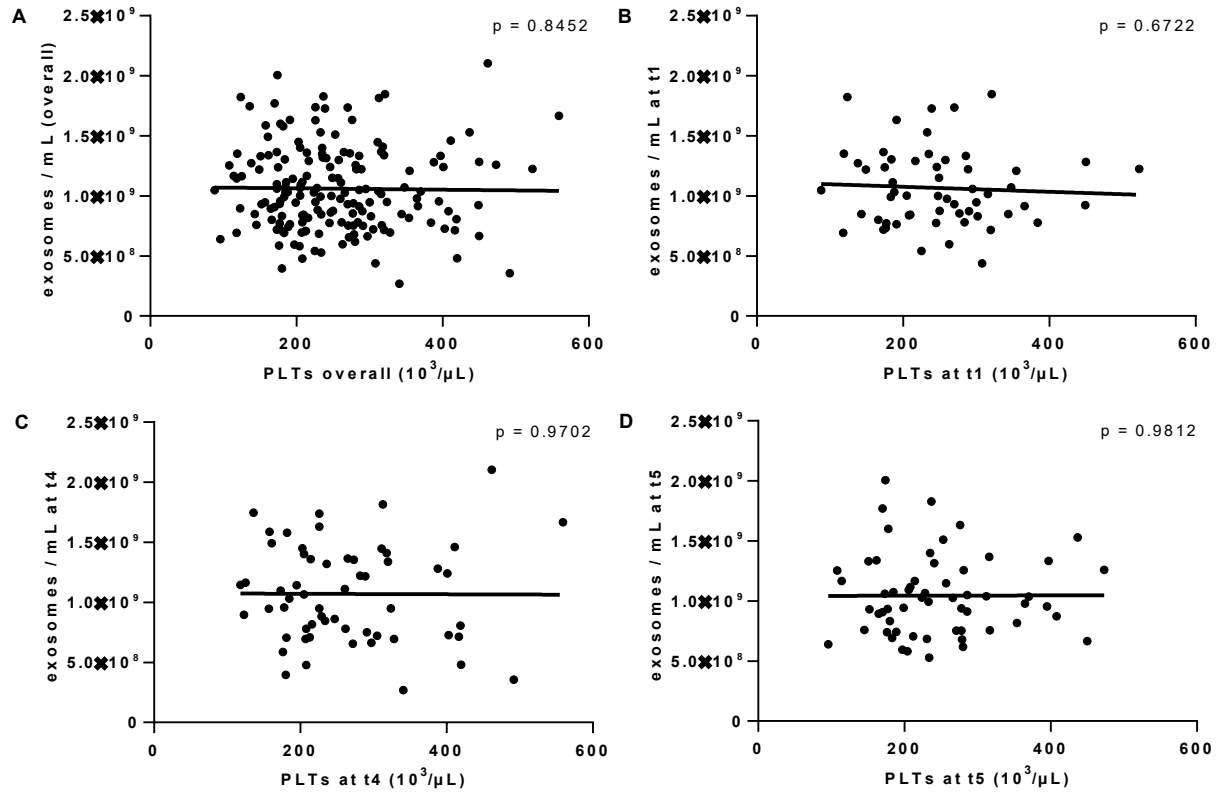 A
p = 0.8452
2.5✖10⁹
2.0✖10⁹
1.5✖10⁹
1.0✖10⁹
5.0✖10⁸
0
exosomes / mL (overall)
0 200 400 600
PLTs overall (10³/µL)
B
p = 0.6722
2.5✖10⁹
2.0✖10⁹
1.5✖10⁹
1.0✖10⁹
5.0✖10⁸
0
exosomes / mL at t1
0 200 400 600
PLTs at t1 (10³/µL)
C
p = 0.9702
2.5✖10⁹
2.0✖10⁹
1.5✖10⁹
1.0✖10⁹
5.0✖10⁸
0
exosomes / mL at t4
0 200 400 600
PLTs at t4 (10³/µL)
D
p = 0.9812
2.5✖10⁹
2.0✖10⁹
1.5✖10⁹
1.0✖10⁹
5.0✖10⁸
0
exosomes / mL at t5
0 200 400 600
PLTs at t5 (10³/µL)